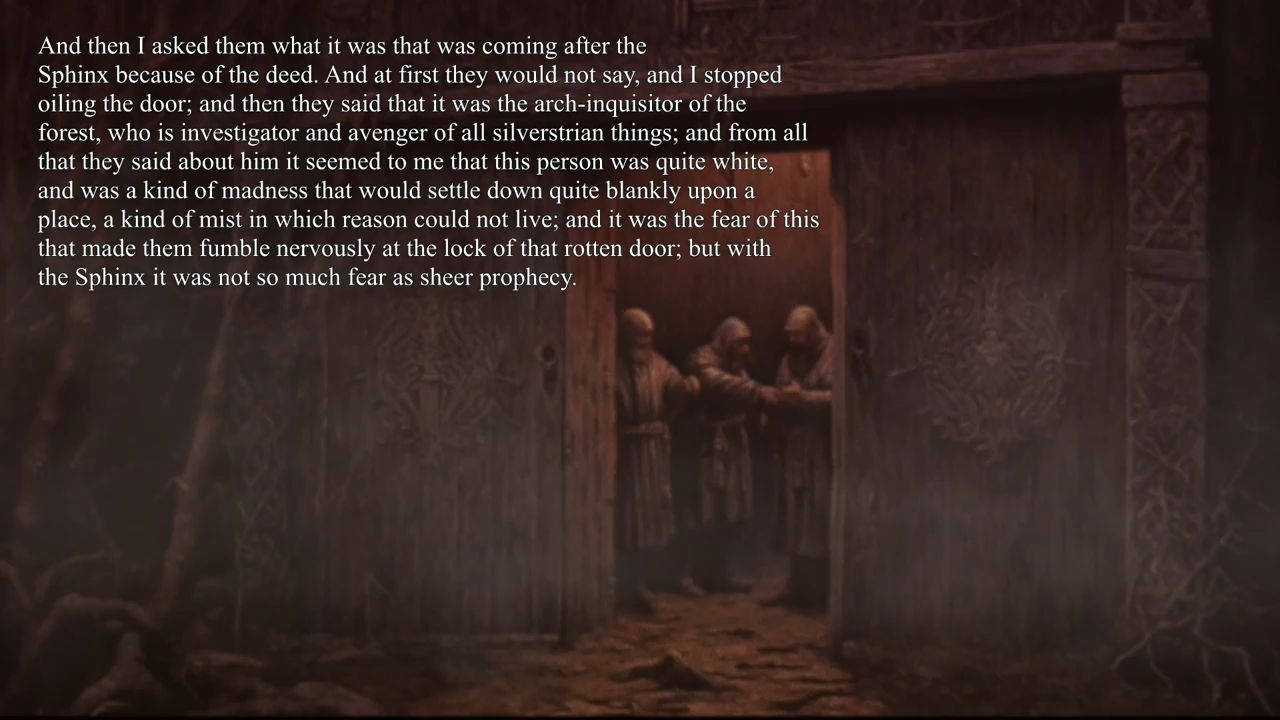 And then I asked them what it was that was coming after the
Sphinx because of the deed. And at first they would not say, and I stopped
oiling the door; and then they said that it was the arch-inquisitor of the
forest, who is investigator and avenger of all silverstrian things; and from all
that they said about him it seemed to me that this person was quite white,
and was a kind of madness that would settle down quite blankly upon a
place, a kind of mist in which reason could not live; and it was the fear of this
that made them fumble nervously at the lock of that rotten door; but with
the Sphinx it was not so much fear as sheer prophecy.